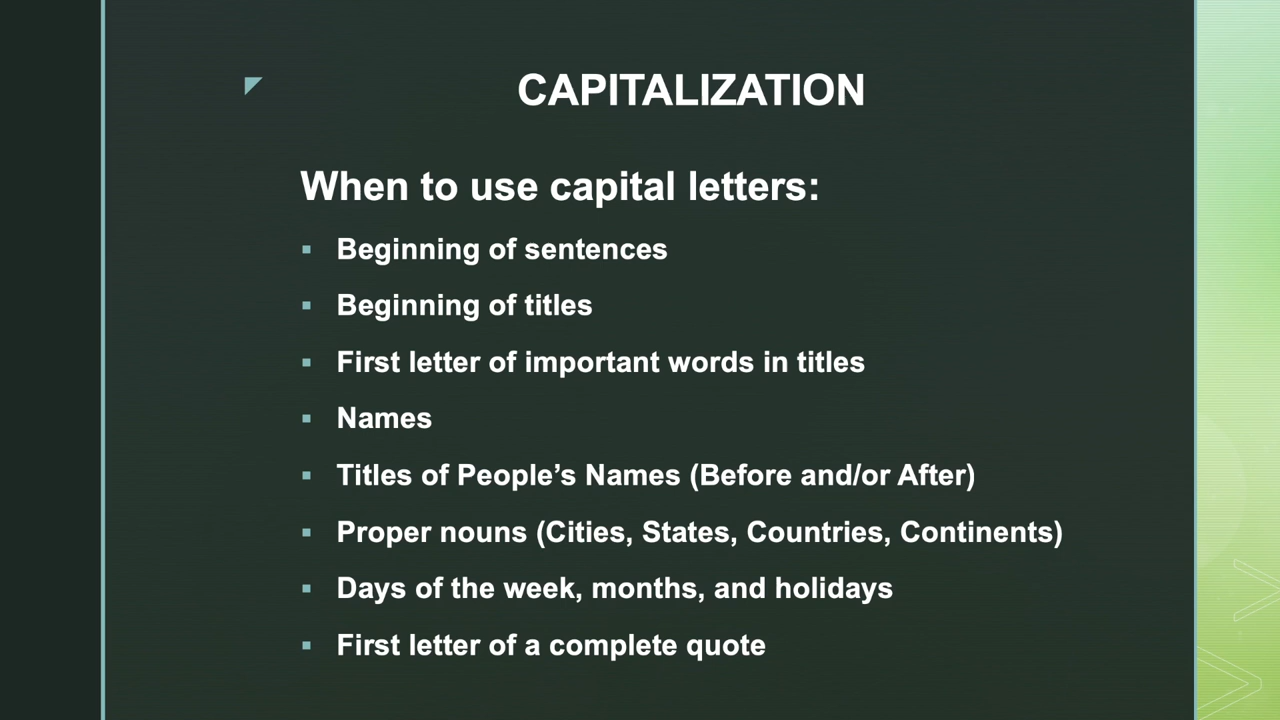 CAPITALIZATION
When to use capital letters:
▪ Beginning of sentences
▪ Beginning of titles
▪ First letter of important words in titles
▪ Names
▪ Titles of People’s Names (Before and/or After)
▪ Proper nouns (Cities, States, Countries, Continents)
▪ Days of the week, months, and holidays
▪ First letter of a complete quote